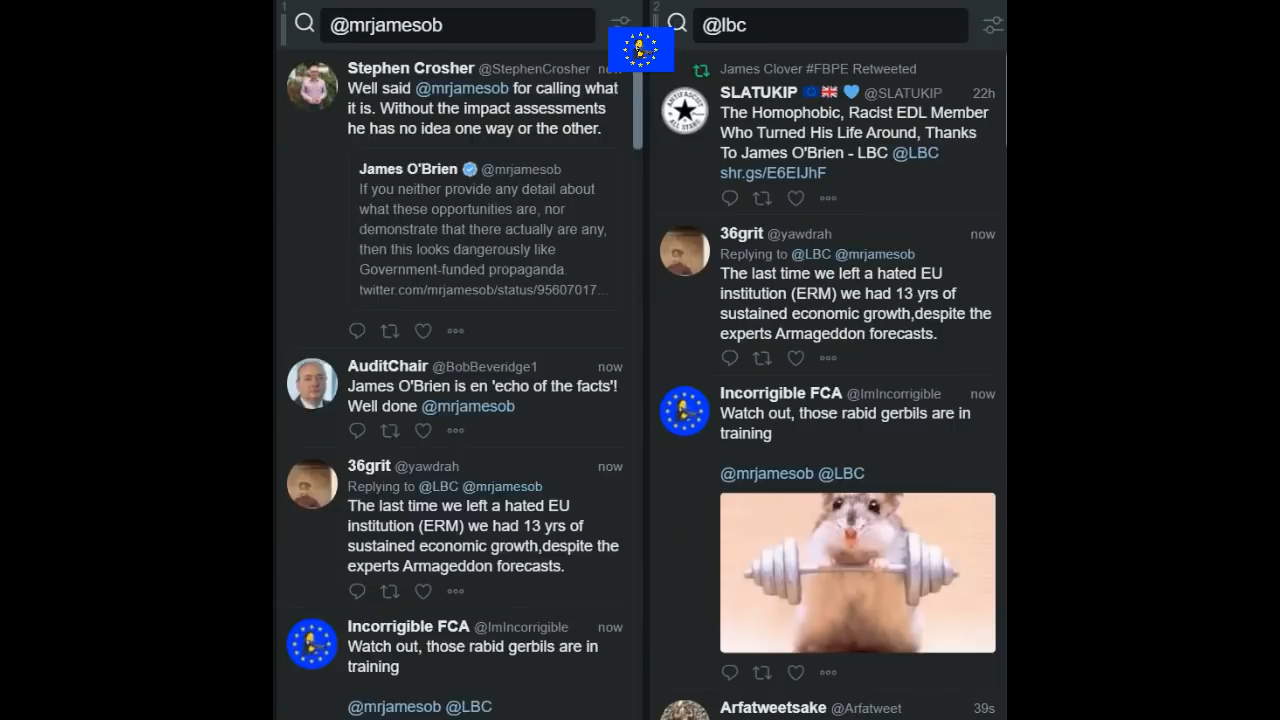 1
@mrjamesob
Stephen Crosher @StephenCrosher now
Well said @mrjamesob for calling what
it is. Without the impact assessments
he has no idea one way or the other.
James O'Brien @mrjamesob
If you neither provide any detail about
what these opportunities are, nor
demonstrate that there actually are any,
then this looks dangerously like
Government-funded propaganda.
twitter.com/mrjamesob/status/95607017...
AuditChair @BobBeveridge1 now
James O'Brien is en 'echo of the facts'!
Well done @mrjamesob
36grit @yawdrah now
Replying to @LBC @mrjamesob
The last time we left a hated EU
institution (ERM) we had 13 yrs of
sustained economic growth,despite the
experts Armageddon forecasts.
Incorrigible FCA @ImIncorrigible now
Watch out, those rabid gerbils are in
training
@mrjamesob @LBC
2
@lbc
James Clover #FBPE Retweeted
SLATUKIP @SLATUKIP 22h
ANTIFASCIST
ALL STARS
The Homophobic, Racist EDL Member
Who Turned His Life Around, Thanks
To James O'Brien - LBC @LBC
shr.gs/E6EIJhF
36grit @yawdrah now
Replying to @LBC @mrjamesob
The last time we left a hated EU
institution (ERM) we had 13 yrs of
sustained economic growth,despite the
experts Armageddon forecasts.
Incorrigible FCA @ImIncorrigible now
Watch out, those rabid gerbils are in
training
@mrjamesob @LBC
Arfatweetsake @Arfatweet 39s